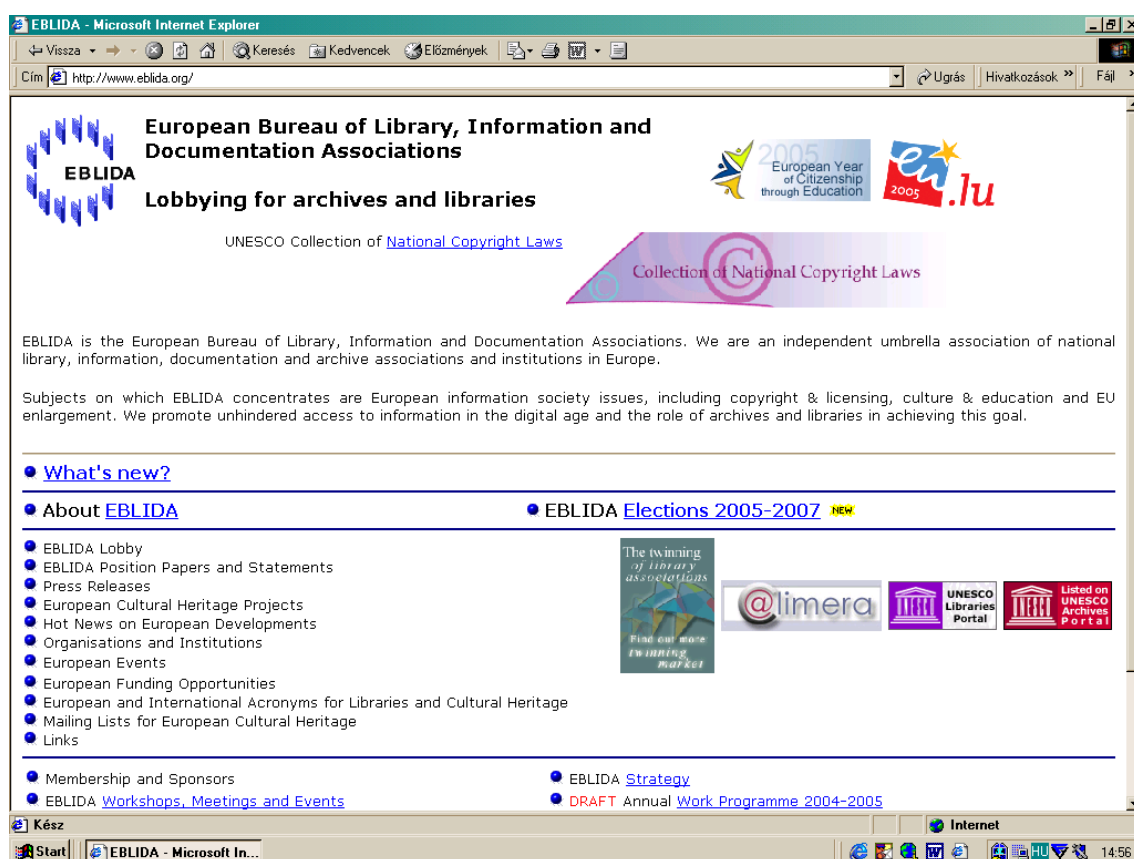 EBLIDA - Microsoft Internet Explorer
Vissza Keresés Kedvencek Előzmények
Cím http://www.eblida.org/ Ugrás Hivatkozások » Fájl »
EBLIDA
European Bureau of Library, Information and
Documentation Associations
Lobbying for archives and libraries
2005
European Year
of Citizenship
through Education
2005 .lu
UNESCO Collection of National Copyright Laws
Collection of National Copyright Laws
EBLIDA is the European Bureau of Library, Information and Documentation Associations. We are an independent umbrella association of national
library, information, documentation and archive associations and institutions in Europe.
Subjects on which EBLIDA concentrates are European information society issues, including copyright & licensing, culture & education and EU
enlargement. We promote unhindered access to information in the digital age and the role of archives and libraries in achieving this goal.
What's new?
About EBLIDA
EBLIDA Elections 2005-2007 NEW
EBLIDA Lobby
EBLIDA Position Papers and Statements
Press Releases
European Cultural Heritage Projects
Hot News on European Developments
Organisations and Institutions
European Events
European Funding Opportunities
European and International Acronyms for Libraries and Cultural Heritage
Mailing Lists for European Cultural Heritage
Links
The twinning
of library
associations
Find out more
twinning
market
@limera
UNESCO
Libraries
Portal
Listed on
UNESCO
Archives
Portal
Membership and Sponsors
EBLIDA Strategy
EBLIDA Workshops, Meetings and Events
DRAFT Annual Work Programme 2004-2005
Kész Internet
Start EBLIDA - Microsoft In... HU 14:56